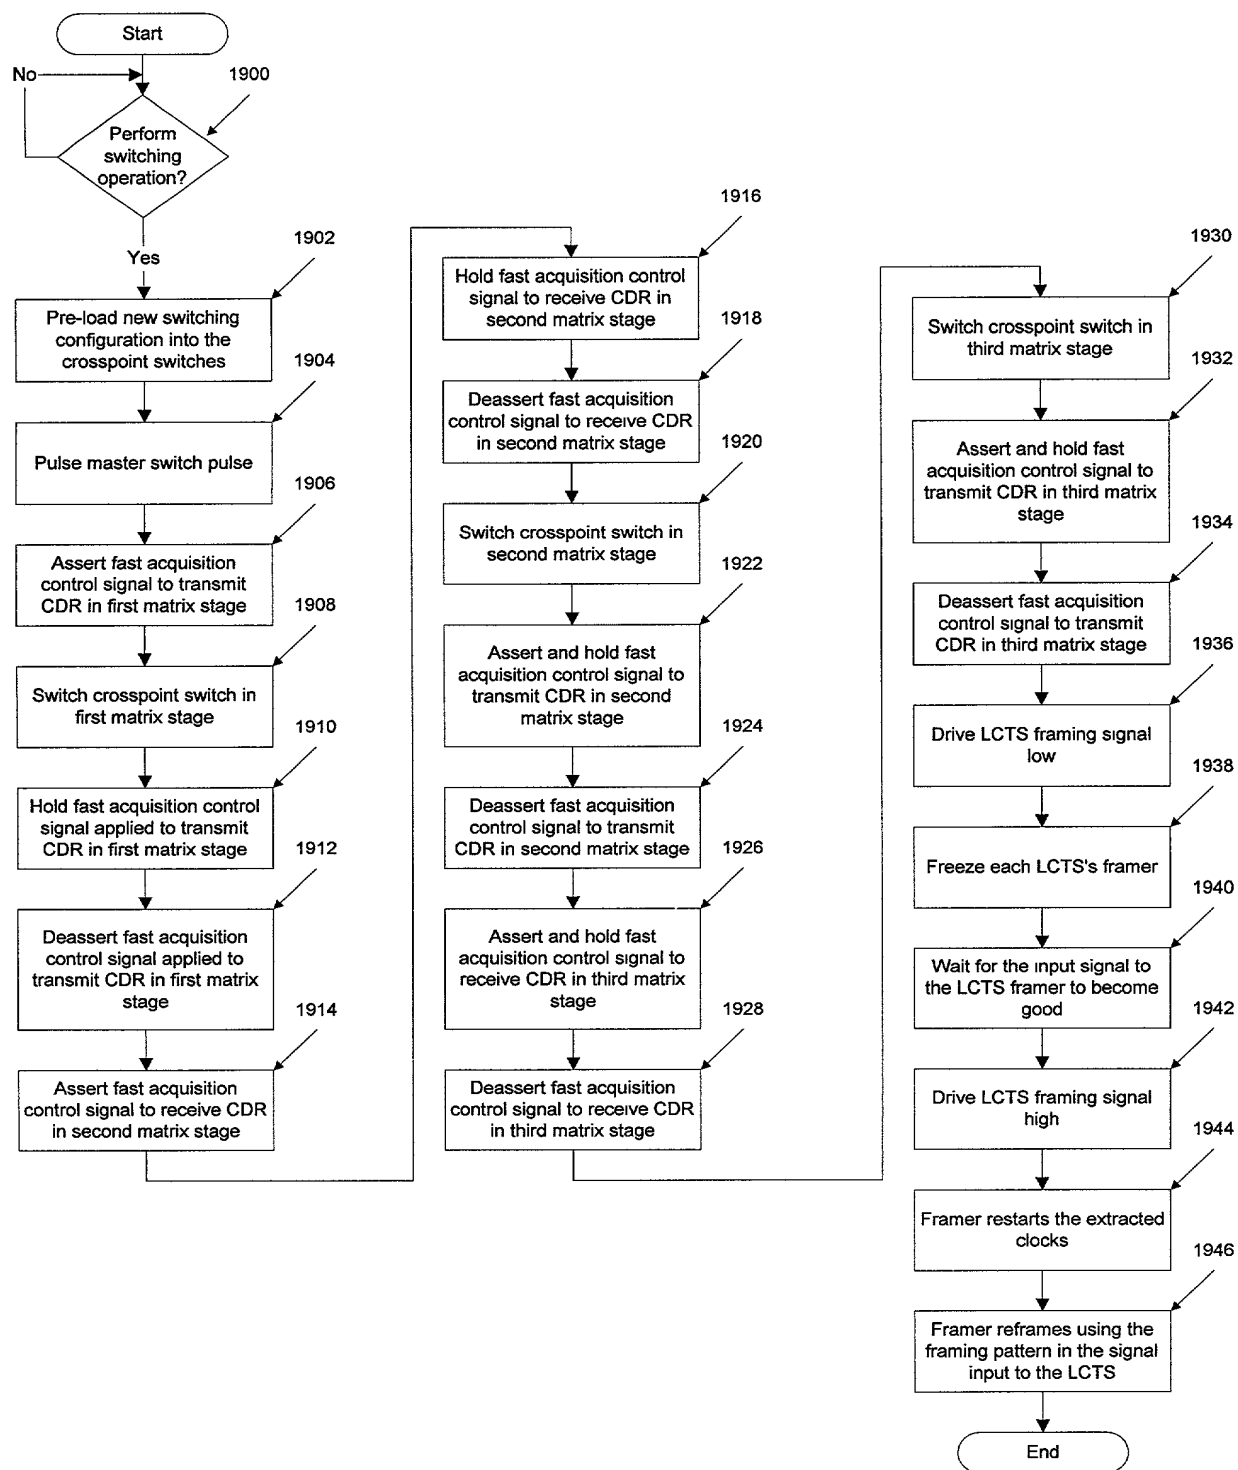 Start
No
1900
Perform
switching
operation?
Yes
1902
Pre-load new switching
configuration into the
crosspoint switches
1904
Pulse master switch pulse
1906
Assert fast acquisition
control signal to transmit
CDR in first matrix stage
1908
Switch crosspoint switch in
first matrix stage
1910
Hold fast acquisition control
signal applied to transmit
CDR in first matrix stage
1912
Deassert fast acquisition
control signal applied to
transmit CDR in first matrix
stage
1914
Assert fast acquisition
control signal to receive CDR
in second matrix stage
1916
Hold fast acquisition control
signal to receive CDR in
second matrix stage
1918
Deassert fast acquisition
control signal to receive CDR
in second matrix stage
1920
Switch crosspoint switch in
second matrix stage
1922
Assert and hold fast
acquisition control signal to
transmit CDR in second
matrix stage
1924
Deassert fast acquisition
control signal to transmit
CDR in second matrix stage
1926
Assert and hold fast
acquisition control signal to
receive CDR in third matrix
stage
1928
Deassert fast acquisition
control signal to receive CDR
in third matrix stage
1930
Switch crosspoint switch in
third matrix stage
1932
Assert and hold fast
acquisition control signal to
transmit CDR in third matrix
stage
1934
Deassert fast acquisition
control signal to transmit
CDR in third matrix stage
1936
Drive LCTS framing signal
low
1938
Freeze each LCTS's framer
1940
Wait for the input signal to
the LCTS framer to become
good
1942
Drive LCTS framing signal
high
1944
Framer restarts the extracted
clocks
1946
Framer reframes using the
framing pattern in the signal
input to the LCTS
End